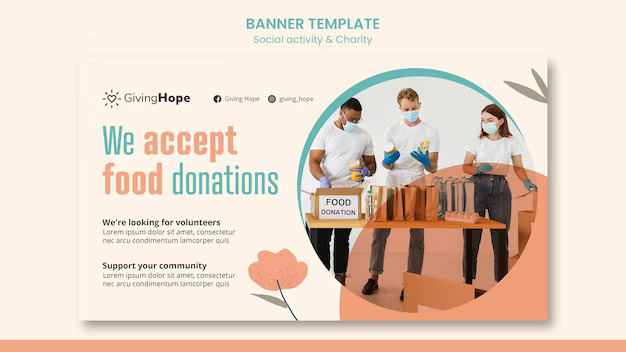 BANNER TEMPLATE
Social activity & Charity
GivingHope
Giving Hope
giving_hope
We accept
food donations
We're looking for volunteers
Lorem ipsum dolor sit amet, consectetur
nec arcu condimentum lamcorper quis
Support your community
Lorem ipsum dolor sit amet, consectetur
nec arcu condimentum lamcorper quis
FOOD
DONATION